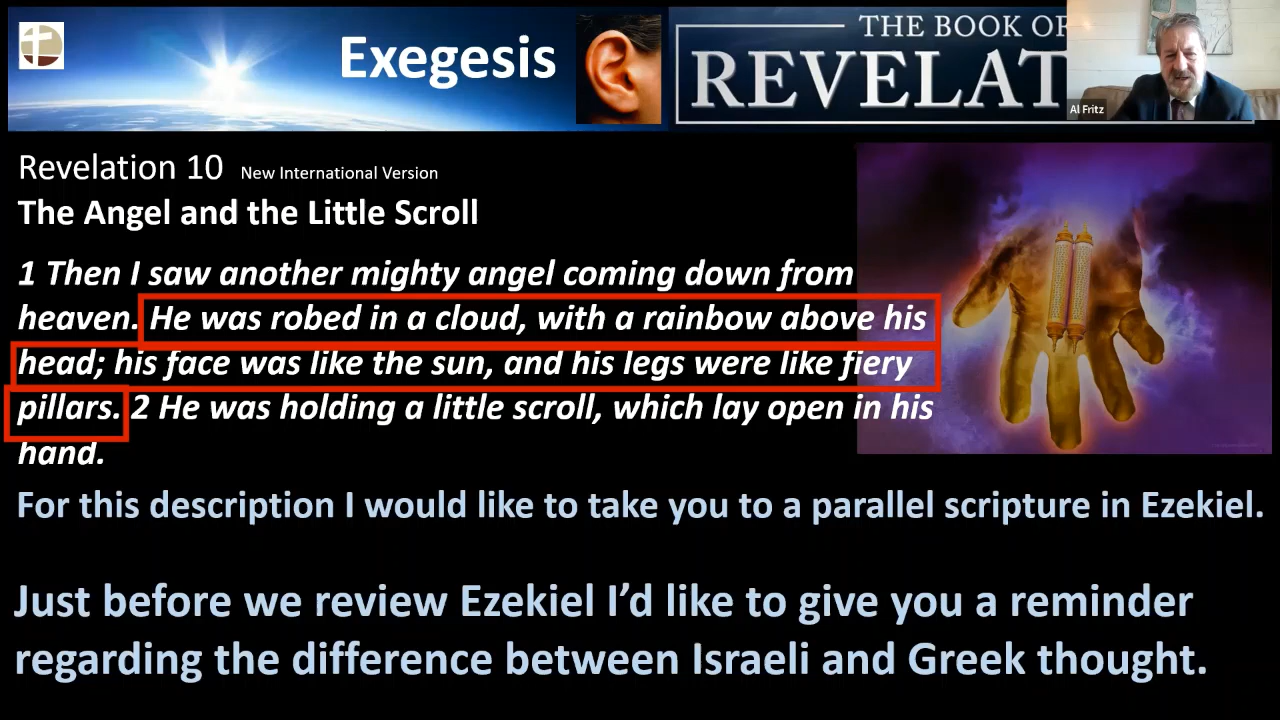 Exegesis
THE BOOK OF
REVELAT
Al Fritz
Revelation 10 New International Version
The Angel and the Little Scroll
1 Then I saw another mighty angel coming down from
heaven. He was robed in a cloud, with a rainbow above his
head; his face was like the sun, and his legs were like fiery
pillars. 2 He was holding a little scroll, which lay open in his
hand.
For this description I would like to take you to a parallel scripture in Ezekiel.
Just before we review Ezekiel I’d like to give you a reminder
regarding the difference between Israeli and Greek thought.